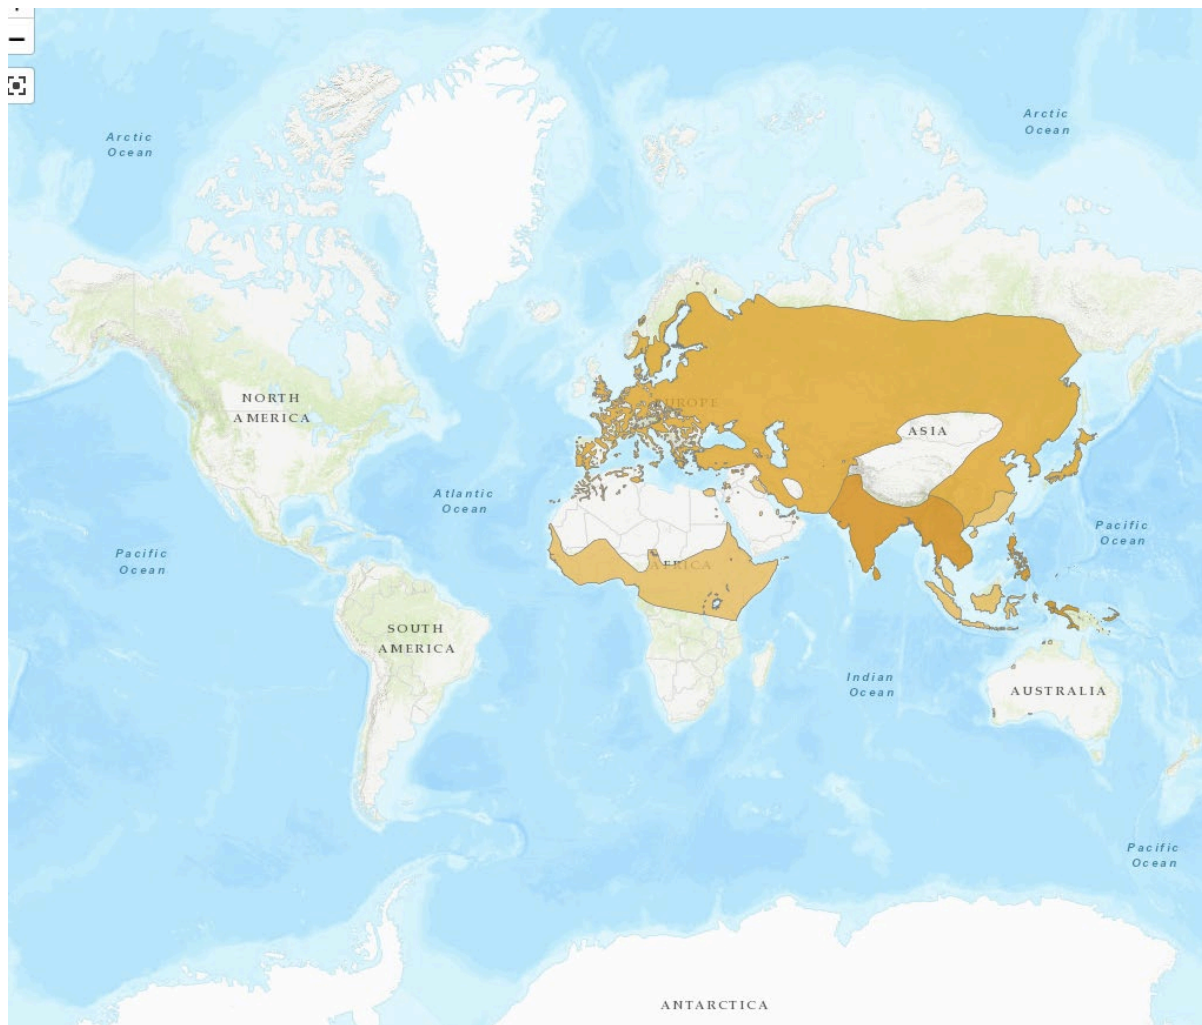 Arctic
Ocean
Arctic
Ocean
NORTH
AMERICA
EUROPE
ASIA
Atlantic
Ocean
Pacific
Ocean
Pacific
Ocean
AFRICA
SOUTH
AMERICA
Indian
Ocean
AUSTRALIA
Pacific
Ocean
ANTARCTICA